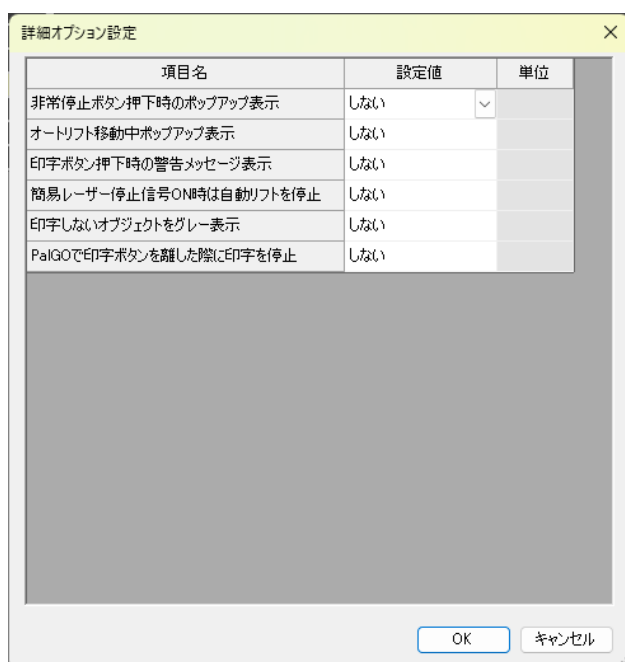 詳細オプション設定
項目名 設定値 単位
非常停止ボタン押下時のポップアップ表示 しない
オートリフト移動中ポップアップ表示 しない
印字ボタン押下時の警告メッセージ表示 しない
簡易レーザー停止信号ON時は自動リフトを停止 しない
印字しないオブジェクトをグレー表示 しない
PalGOで印字ボタンを離した際に印字を停止 しない
OK キャンセル